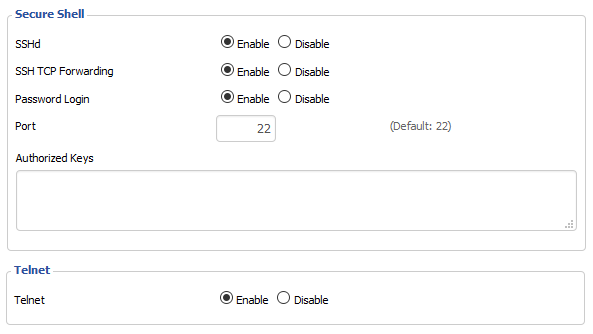 Secure Shell
SSHd Enable Disable
SSH TCP Forwarding Enable Disable
Password Login Enable Disable
Port 22 (Default: 22)
Authorized Keys
Telnet
Telnet Enable Disable